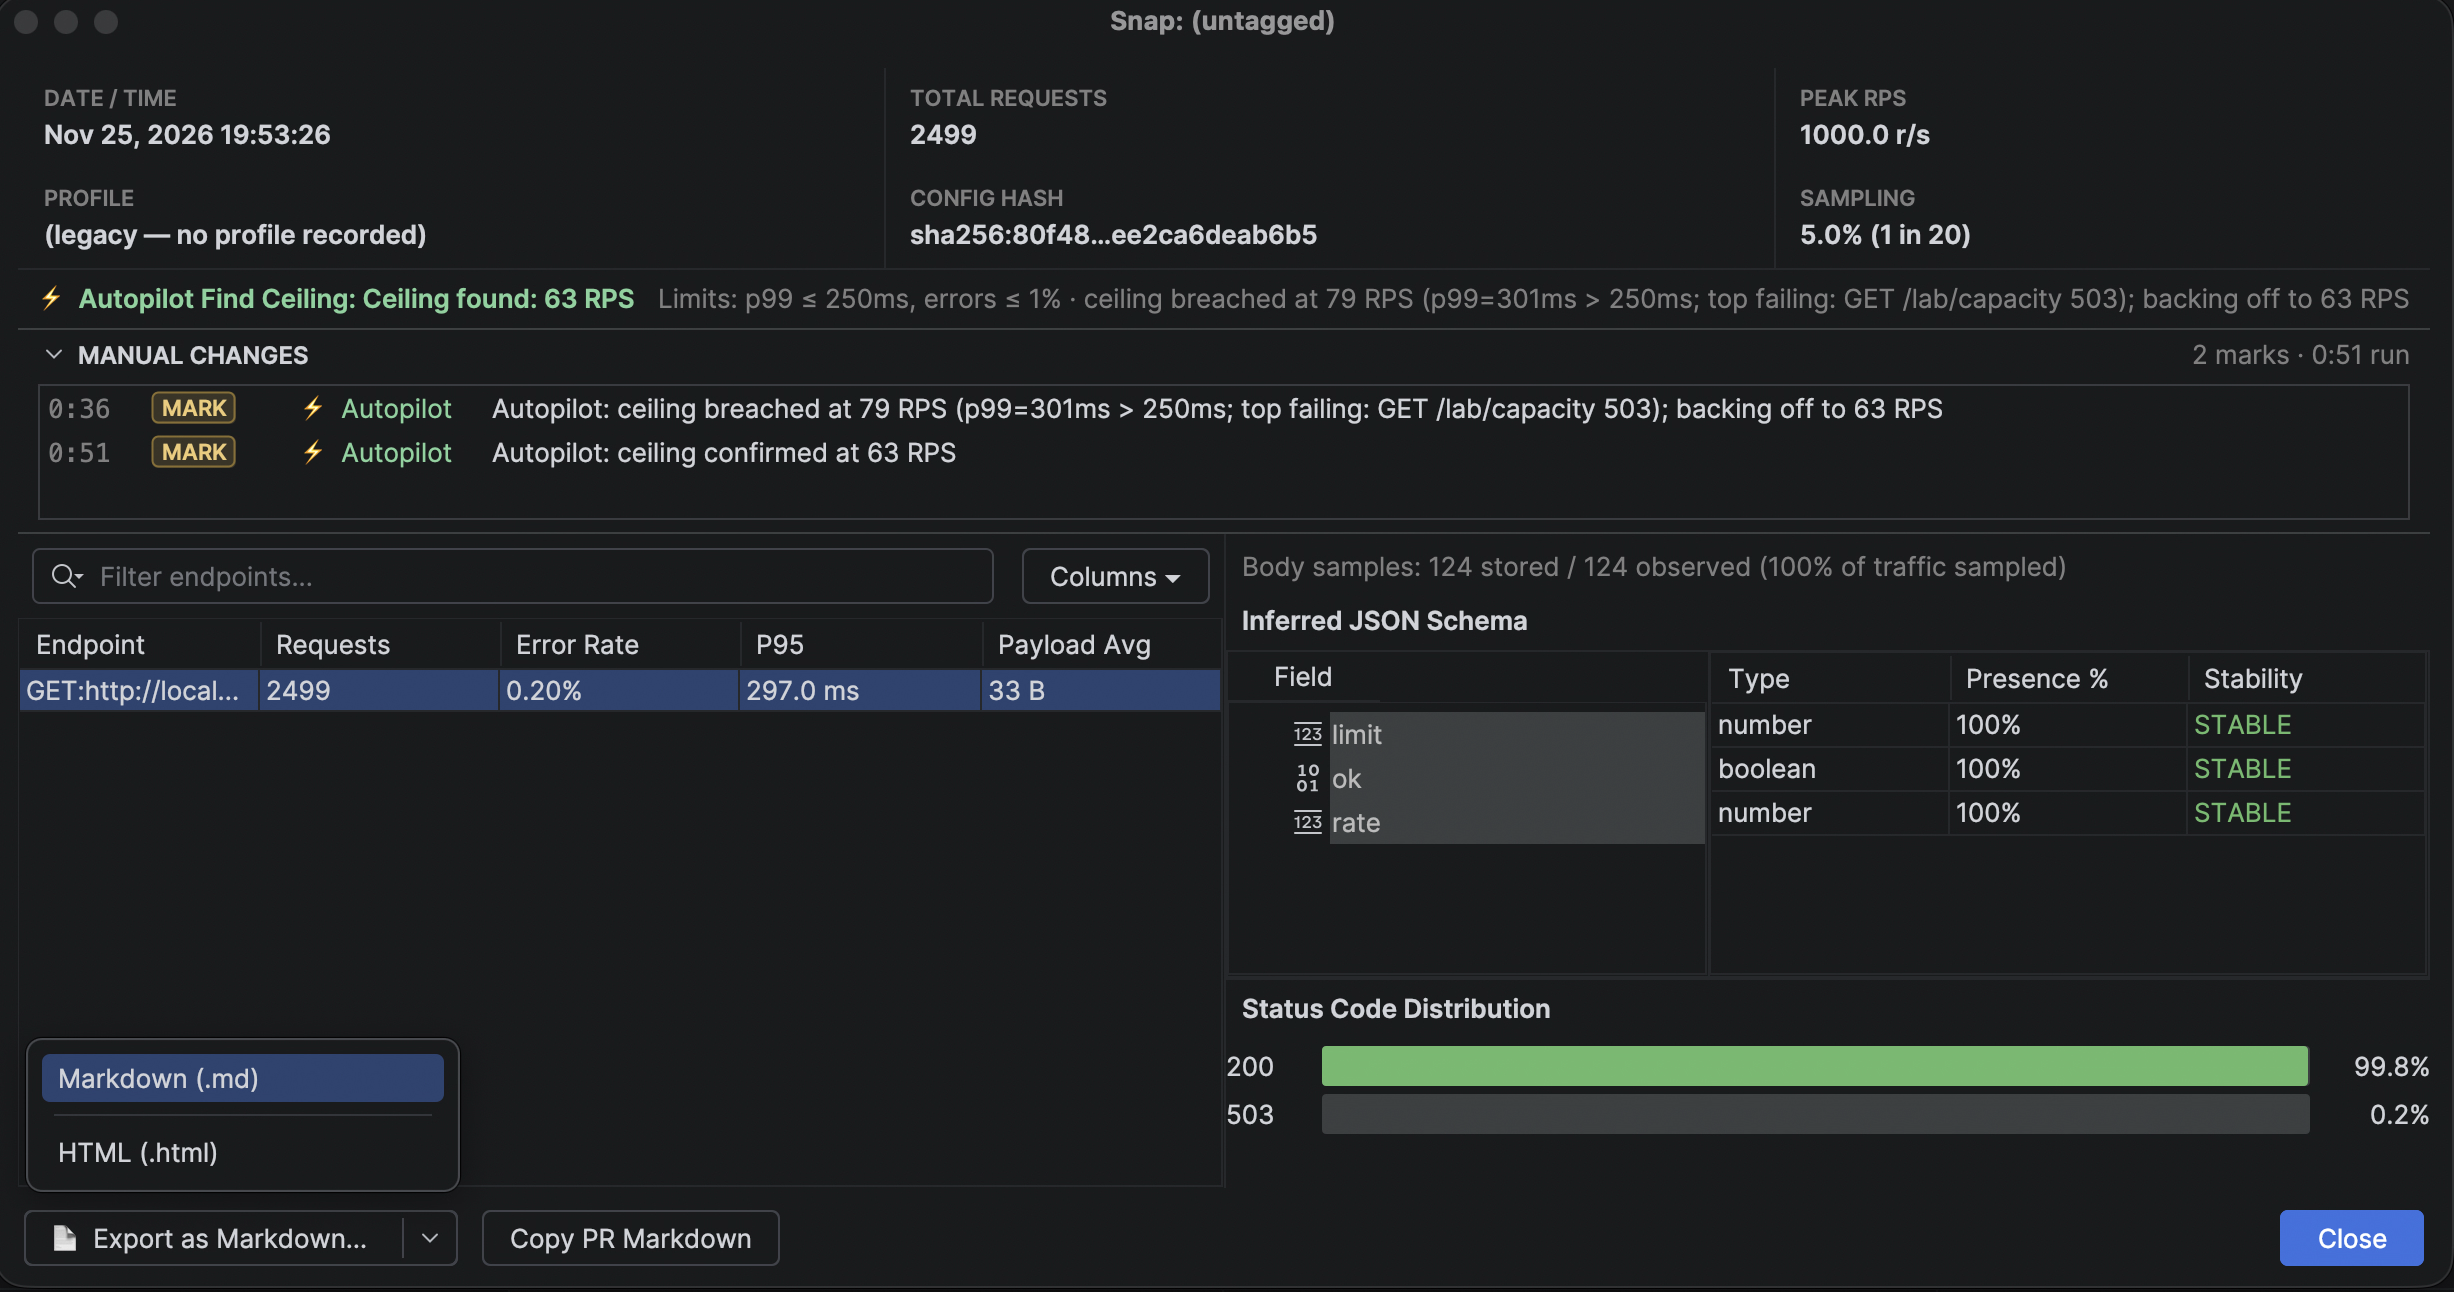 Snap: (untagged)
DATE / TIME
Nov 25, 2026 19:53:26
TOTAL REQUESTS
2499
PEAK RPS
1000.0 r/s
PROFILE
(legacy — no profile recorded)
CONFIG HASH
sha256:80f48...ee2ca6deab6b5
SAMPLING
5.0% (1 in 20)
⚡ Autopilot Find Ceiling: Ceiling found: 63 RPS Limits: p99 ≤ 250ms, errors ≤ 1% · ceiling breached at 79 RPS (p99=301ms > 250ms; top failing: GET /lab/capacity 503); backing off to 63 RPS
MANUAL CHANGES 2 marks · 0:51 run
0:36 MARK ⚡ Autopilot Autopilot: ceiling breached at 79 RPS (p99=301ms > 250ms; top failing: GET /lab/capacity 503); backing off to 63 RPS
0:51 MARK ⚡ Autopilot Autopilot: ceiling confirmed at 63 RPS
Filter endpoints...
Columns
Endpoint Requests Error Rate P95 Payload Avg
GET:http://local... 2499 0.20% 297.0 ms 33 B
Body samples: 124 stored / 124 observed (100% of traffic sampled)
Inferred JSON Schema
Field Type Presence % Stability
123 limit number 100% STABLE
10 01 ok boolean 100% STABLE
123 rate number 100% STABLE
Status Code Distribution
200 99.8%
503 0.2%
Markdown (.md)
HTML (.html)
Export as Markdown...
Copy PR Markdown
Close